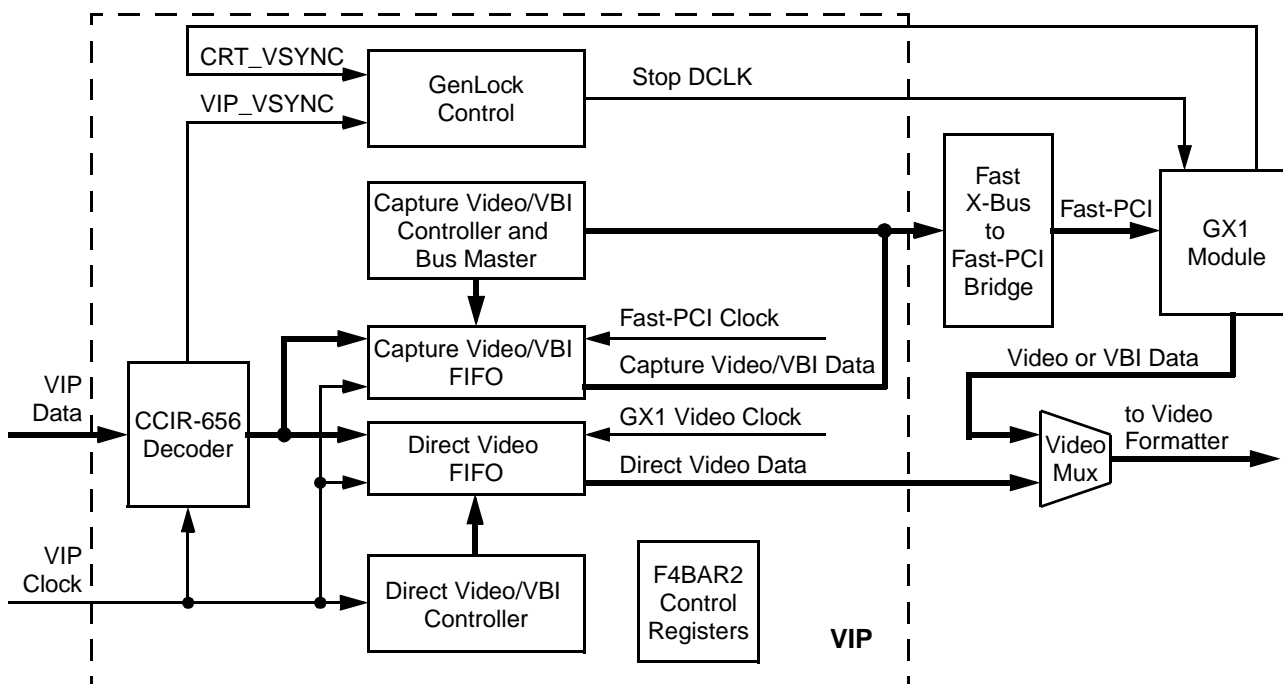 CRT_VSYNC
VIP_VSYNC
GenLock
Control
Stop DCLK
Capture Video/VBI
Controller and
Bus Master
Fast
X-Bus
to
Fast-PCI
Bridge
Fast-PCI
GX1
Module
Fast-PCI Clock
Capture Video/VBI
FIFO
Capture Video/VBI Data
Video or VBI Data
VIP
Data
CCIR-656
Decoder
GX1 Video Clock
Direct Video
FIFO
Direct Video Data
Video
Mux
to Video
Formatter
VIP
Clock
Direct Video/VBI
Controller
F4BAR2
Control
Registers
VIP